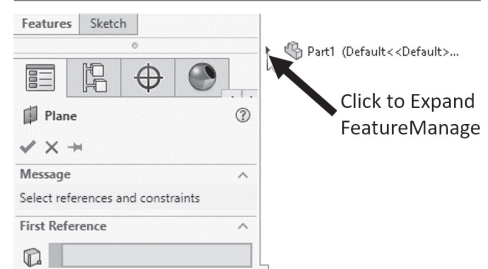 Features Sketch
Part1 (Default<<Default>...
Click to Expand
FeatureManage
Plane
Message
Select references and constraints
First Reference